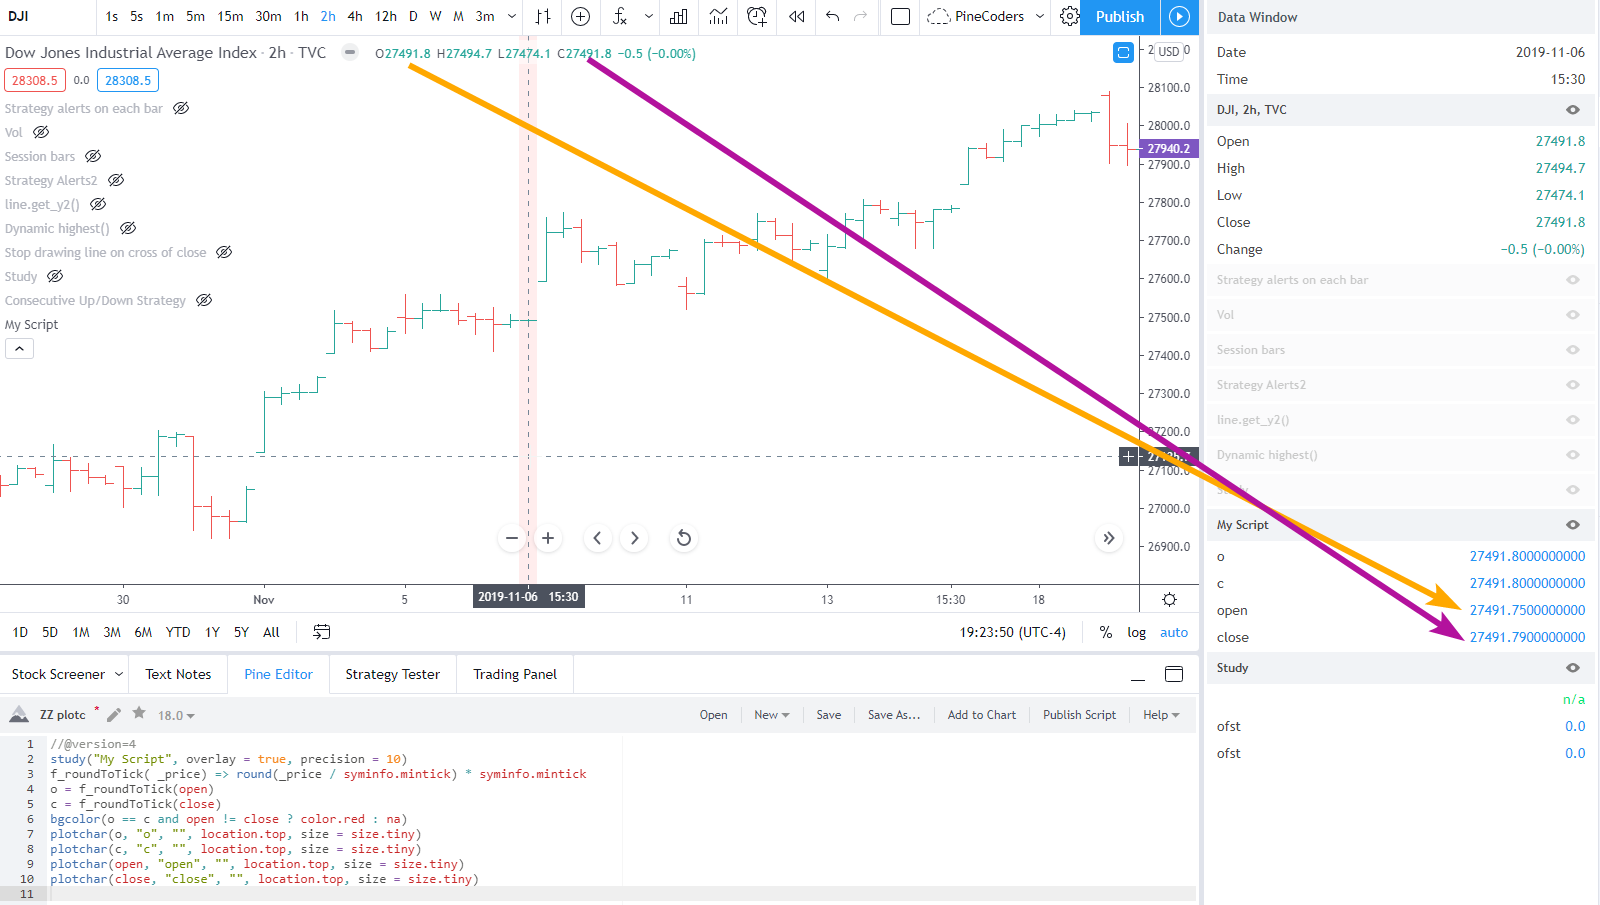 DJI 1s 5s 1m 5m 15m 30m 1h 2h 4h 12h D W M 3m PineCoders Publish
Dow Jones Industrial Average Index · 2h · TVC O27491.8 H27494.7 L27474.1 C27491.8 −0.5 (−0.00%)
USD
28308.5 0.0 28308.5
Strategy alerts on each bar
Vol
Session bars
Strategy Alerts2
line.get_y2()
Dynamic highest()
Stop drawing line on cross of close
Study
Consecutive Up/Down Strategy
My Script
28100.0
28000.0
27940.2
27900.0
27800.0
27700.0
27600.0
27500.0
27400.0
27300.0
27200.0
27100.0
27000.0
26900.0
30 Nov 5 2019-11-06 15:30 11 13 15:30 18
1D 5D 1M 3M 6M YTD 1Y 5Y All 19:23:50 (UTC-4) % log auto
Stock Screener Text Notes Pine Editor Strategy Tester Trading Panel
ZZ plotc * 18.0 Open New Save Save As... Add to Chart Publish Script Help
1 //@version=4
2 study("My Script", overlay = true, precision = 10)
3 f_roundToTick( _price) => round(_price / syminfo.mintick) * syminfo.mintick
4 o = f_roundToTick(open)
5 c = f_roundToTick(close)
6 bgcolor(o == c and open != close ? color.red : na)
7 plotchar(o, "o", "", location.top, size = size.tiny)
8 plotchar(c, "c", "", location.top, size = size.tiny)
9 plotchar(open, "open", "", location.top, size = size.tiny)
10 plotchar(close, "close", "", location.top, size = size.tiny)
11
Data Window
Date 2019-11-06
Time 15:30
DJI, 2h, TVC
Open 27491.8
High 27494.7
Low 27474.1
Close 27491.8
Change −0.5 (−0.00%)
Strategy alerts on each bar
Vol
Session bars
Strategy Alerts2
line.get_y2()
Dynamic highest()
Study
My Script
o 27491.8000000000
c 27491.8000000000
open 27491.7500000000
close 27491.7900000000
Study
n/a
ofst 0.0
ofst 0.0